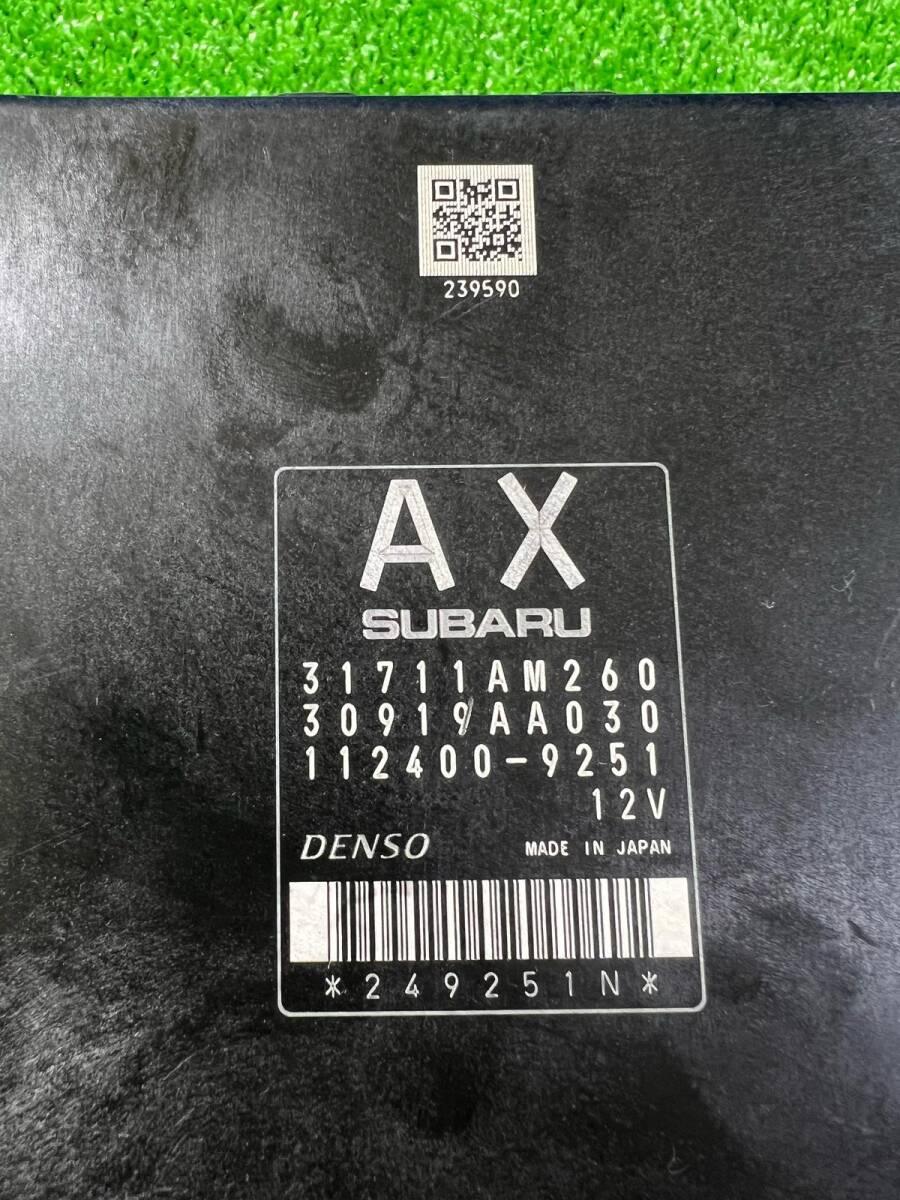 239590
AX
SUBARU
31711AM260
30919AA030
112400-9251
12V
DENSO MADE IN JAPAN
*249251N*